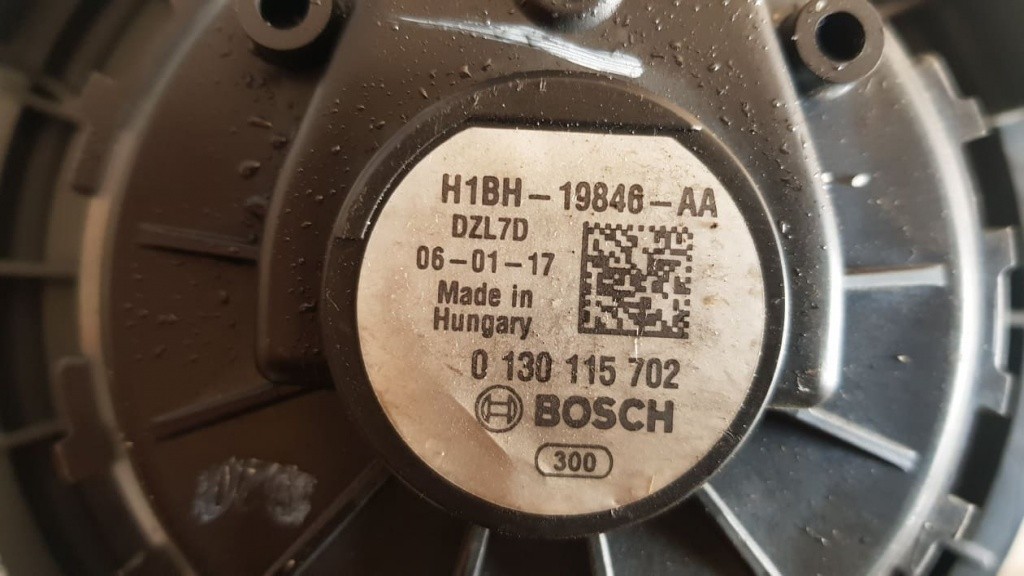 H1BH-19846-AA
DZL7D
06-01-17
Made in
Hungary
0 130 115 702
BOSCH
300